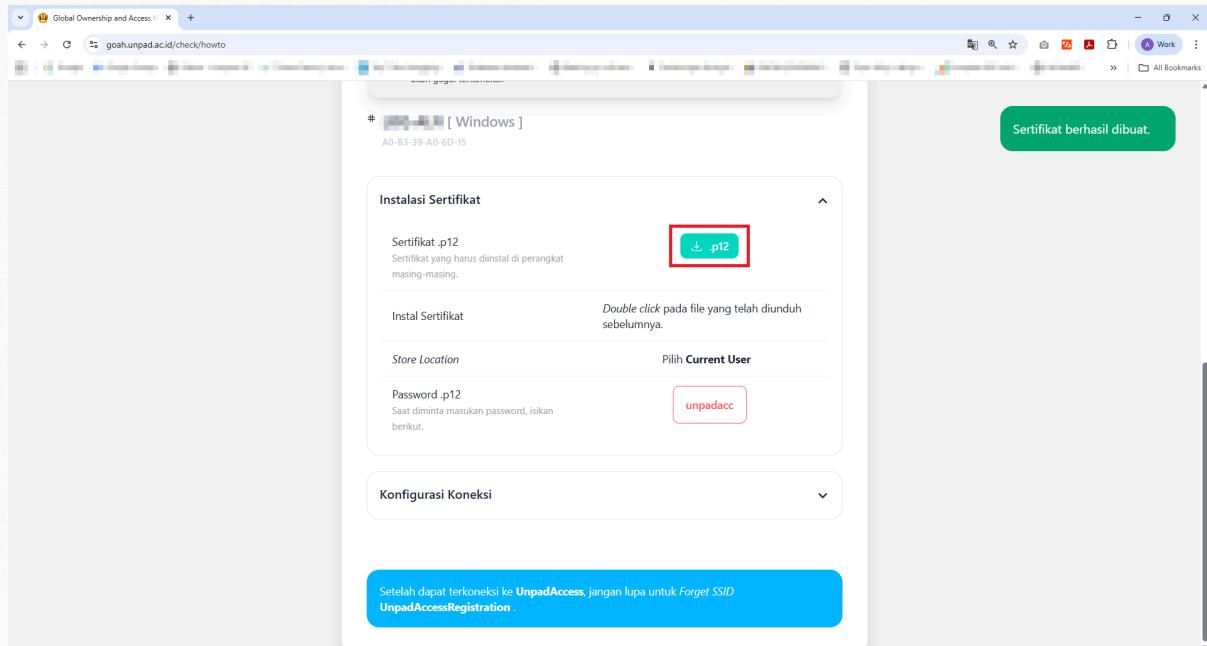 Global Ownership and Access H
goah.unpad.ac.id/check/howto
Work
All Bookmarks
# [ Windows ]
A0-B3-39-A0-6D-15
Sertifikat berhasil dibuat.
Instalasi Sertifikat
Sertifikat .p12
.p12
Sertifikat yang harus diinstal di perangkat
masing-masing.
Instal Sertifikat
Double click pada file yang telah diunduh
sebelumnya.
Store Location
Pilih Current User
Password .p12
Saat diminta masukan password, isikan
berikut.
unpadacc
Konfigurasi Koneksi
Setelah dapat terkoneksi ke UnpadAccess, jangan lupa untuk Forget SSID
UnpadAccessRegistration .